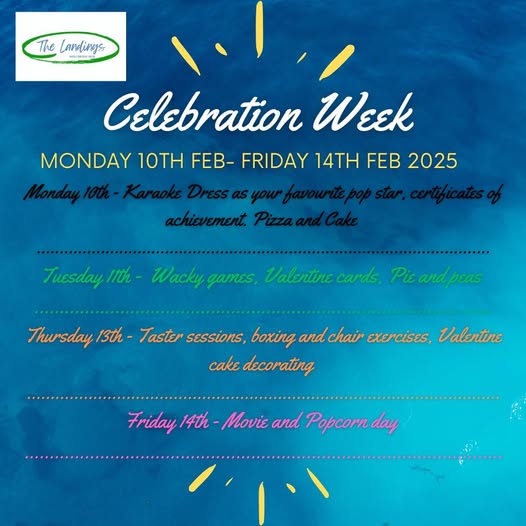 The Landings
Celebration Week
MONDAY 10TH FEB- FRIDAY 14TH FEB 2025
Monday 10th - Karaoke Dress as your favourite pop star, certificates of
achievement. Pizza and Cake
Tuesday 11th - Wacky games, Valentine cards, Pie and peas
Thursday 13th - Taster sessions, boxing and chair exercises, Valentine
cake decorating
Friday 14th - Movie and Popcorn day